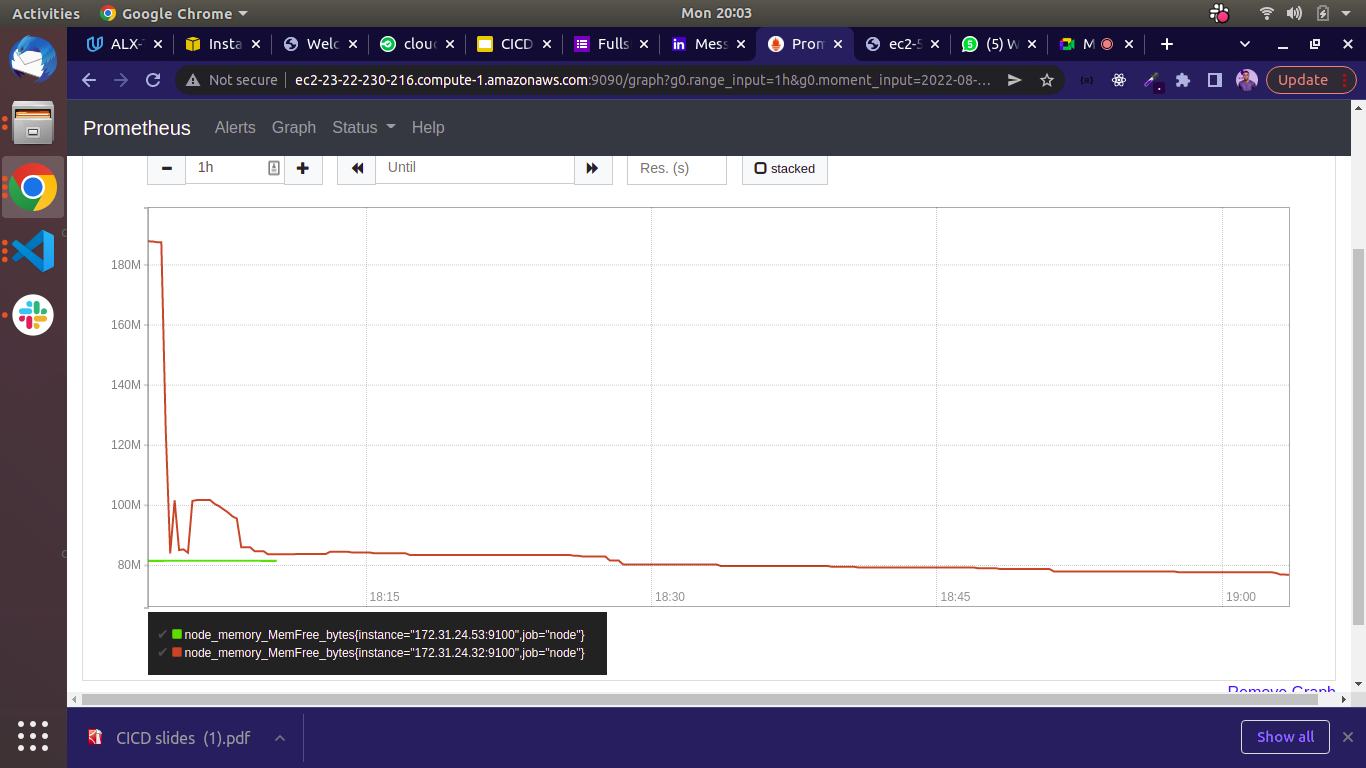 Activities
Google Chrome
Mon 20:03
ALX-
Insta
Welc
clouc
CICD
Fulls
Mess
Prom
ec2-5
(5) W
M
Not secure
ec2-23-22-230-216.compute-1.amazonaws.com:9090/graph?g0.range_input=1h&g0.moment_input=2022-08-...
Update
Prometheus
Alerts
Graph
Status
Help
1h
Until
Res. (s)
stacked
180M
160M
140M
120M
100M
80M
18:15
18:30
18:45
19:00
node_memory_MemFree_bytes{instance="172.31.24.53:9100",job="node"}
node_memory_MemFree_bytes{instance="172.31.24.32:9100",job="node"}
Remove Graph
CICD slides (1).pdf
Show all